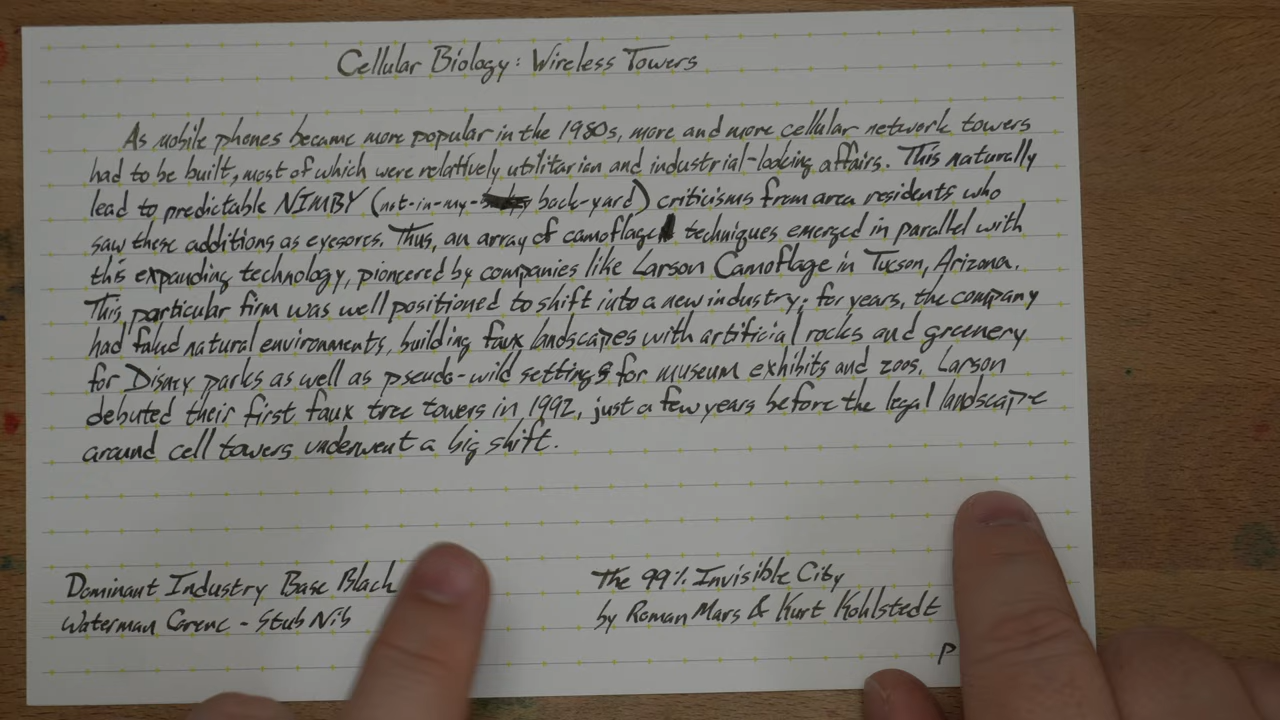 Cellular Biology: Wireless Towers
As mobile phones became more popular in the 1980s, more and more cellular network towers
had to be built, most of which were relatively utilitarian and industrial-looking affairs. This naturally
lead to predictable NIMBY (not-in-my- back-yard) criticisms from area residents who
saw these additions as eyesores. Thus, an array of camoflage techniques emerged in parallel with
this expanding technology, pioneered by companies like Larson Camoflage in Tucson, Arizona.
This particular firm was well positioned to shift into a new industry; for years, the company
had natural environments, building faux landscapes with artificial rocks and greenery
for Disney parks as well as pseudo-wild settings for museum exhibits and zoos. Larson
debuted their first faux tree towers in 1992, just a few years before the legal landscape
around cell towers underwent a big shift.
Dominant Industry Base Black
Waterman - Stub Nib
The 99% Invisible City
by Roman Mars & Kurt Kohlstedt
P